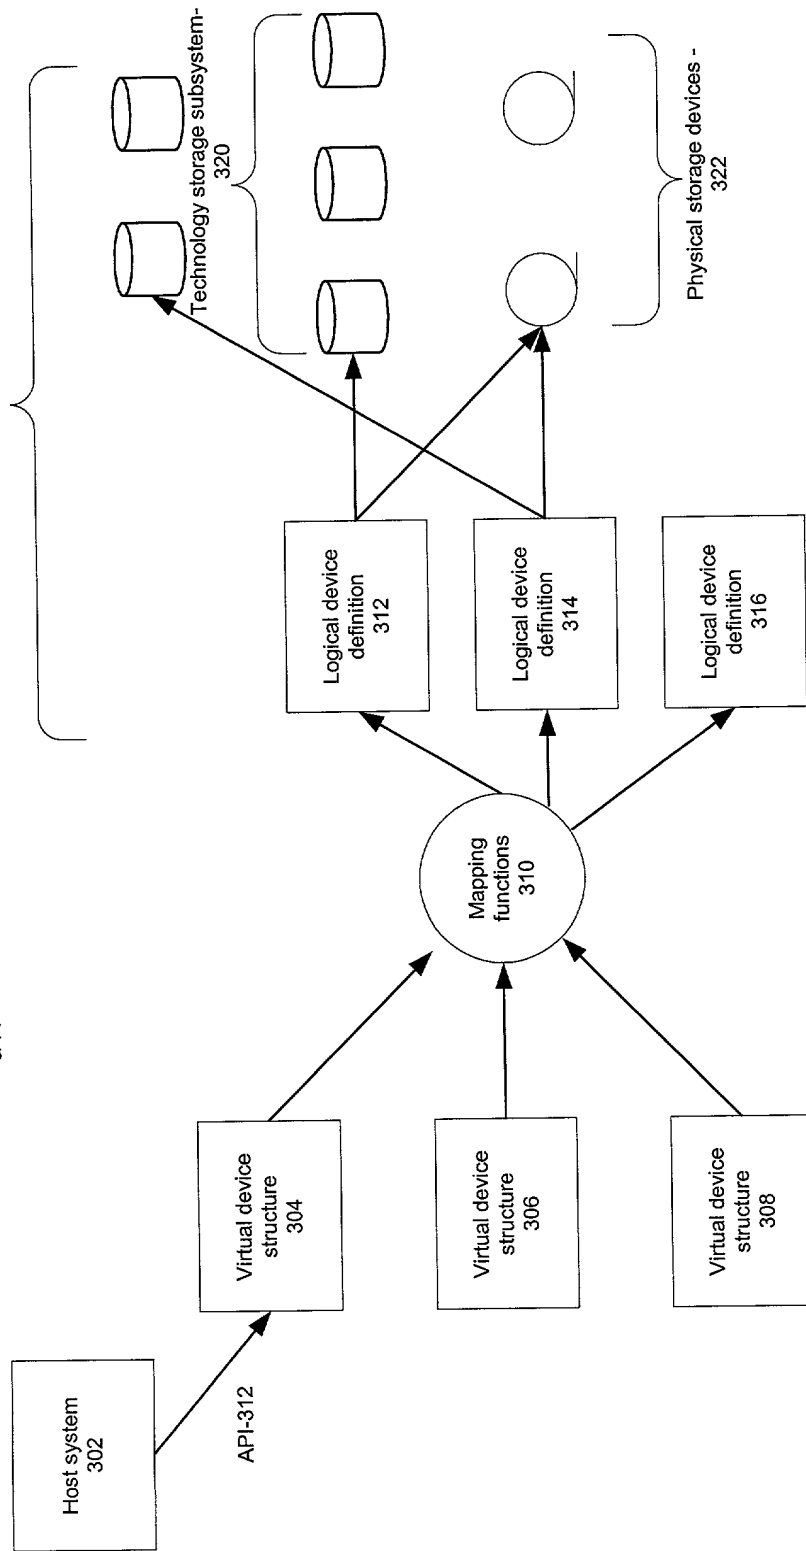 Host system
302
API-312
Virtual device
structure
304
Virtual device
structure
306
Virtual device
structure
308
Mapping
functions
310
Logical device
definition
312
Logical device
definition
314
Logical device
definition
316
Technology storage subsystem-
320
Physical storage devices -
322